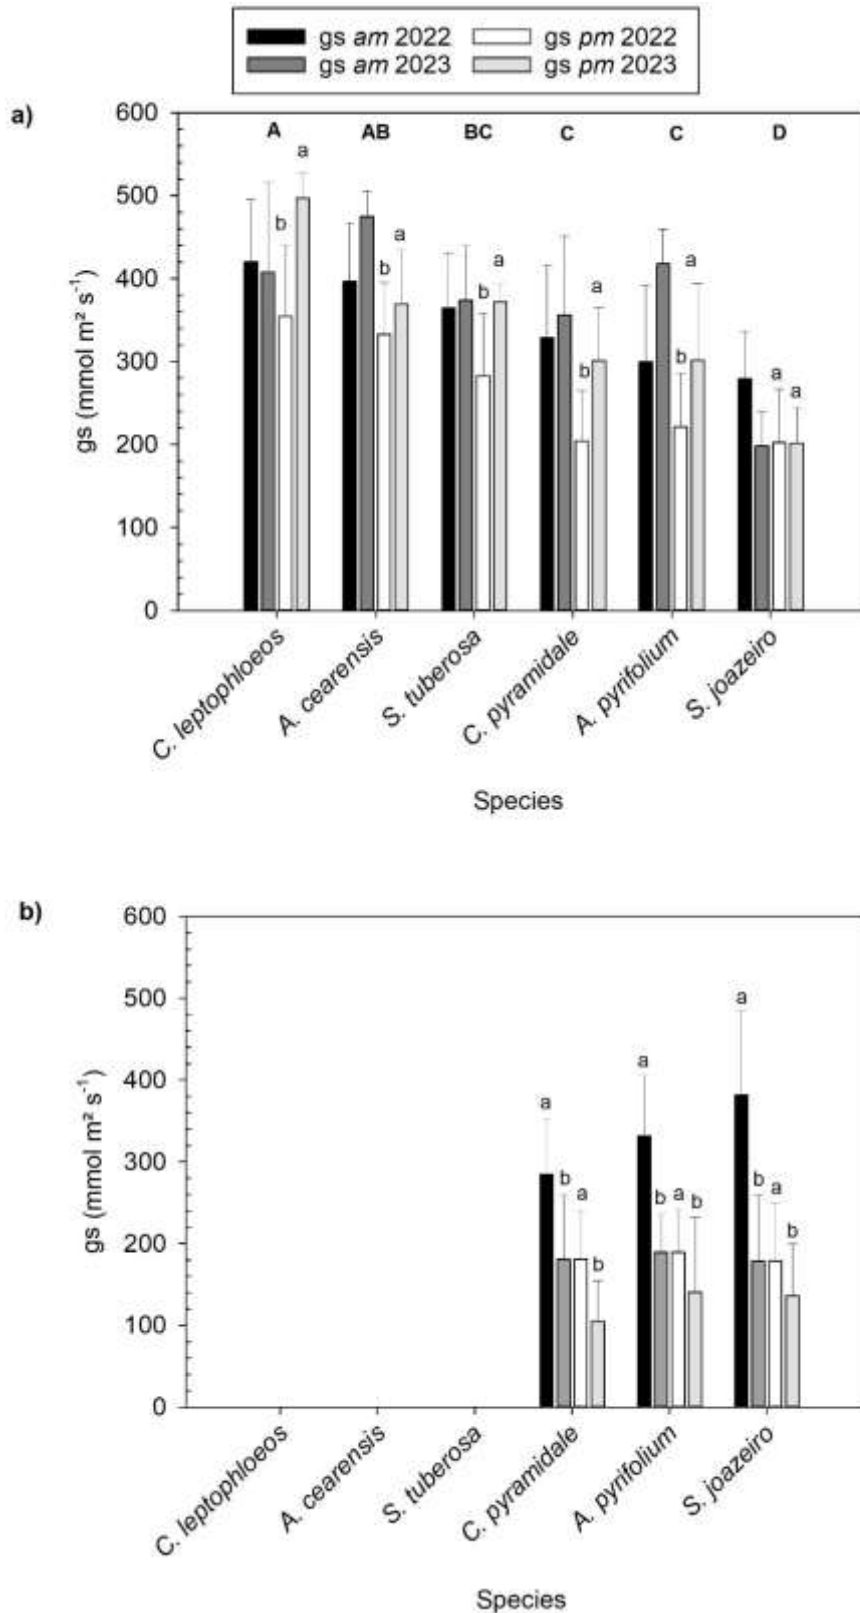 gs am 2022 gs pm 2022
gs am 2023 gs pm 2023
a)
A AB BC C C D
600
500
400
300
200
100
0
gs (mmol m² s⁻¹)
b a
b a
b a
b a
b a
a a
C. leptophloeos
A. cearensis
S. tuberosa
C. pyramidale
A. pyrifolium
S. joazeiro
Species
b)
600
500
400
300
200
100
0
gs (mmol m² s⁻¹)
a b a b
a b a b
a b a b
C. leptophloeos
A. cearensis
S. tuberosa
C. pyramidale
A. pyrifolium
S. joazeiro
Species